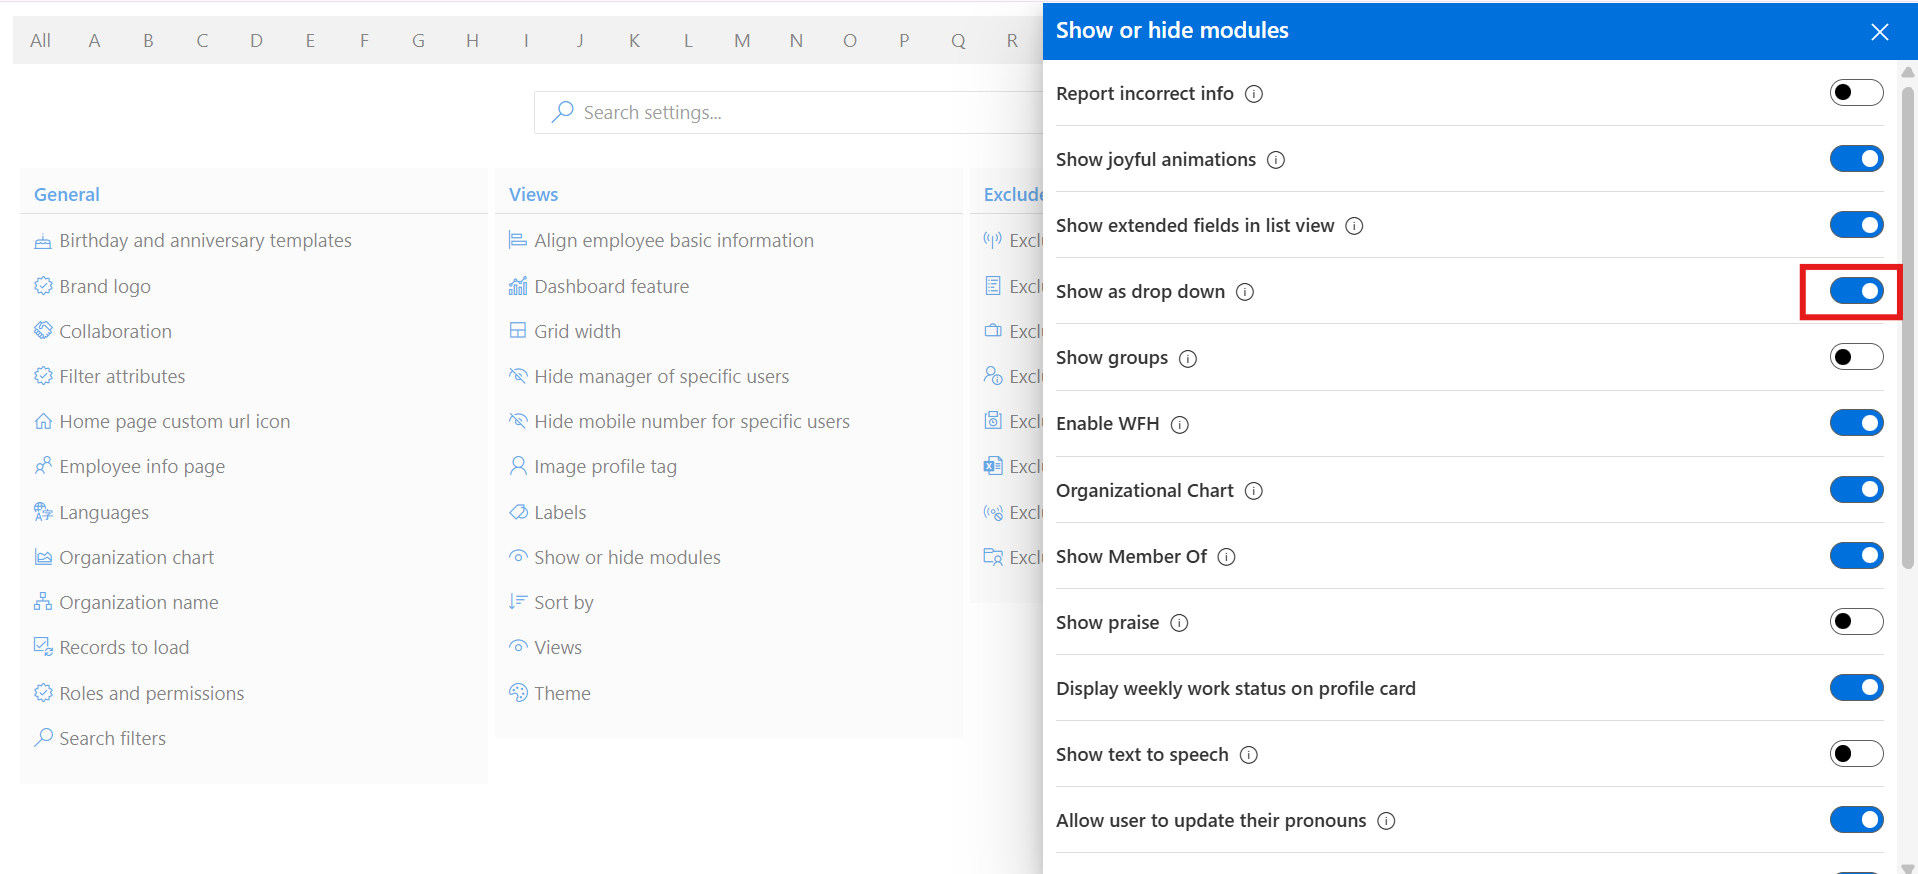 All A B C D E F G H I J K L M N O P Q R
Search settings...
General
Birthday and anniversary templates
Brand logo
Collaboration
Filter attributes
Home page custom url icon
Employee info page
Languages
Organization chart
Organization name
Records to load
Roles and permissions
Search filters
Views
Align employee basic information
Dashboard feature
Grid width
Hide manager of specific users
Hide mobile number for specific users
Image profile tag
Labels
Show or hide modules
Sort by
Views
Theme
Exclude
Excl
Excl
Excl
Excl
Excl
Excl
Excl
Excl
Show or hide modules
Report incorrect info
Show joyful animations
Show extended fields in list view
Show as drop down
Show groups
Enable WFH
Organizational Chart
Show Member Of
Show praise
Display weekly work status on profile card
Show text to speech
Allow user to update their pronouns